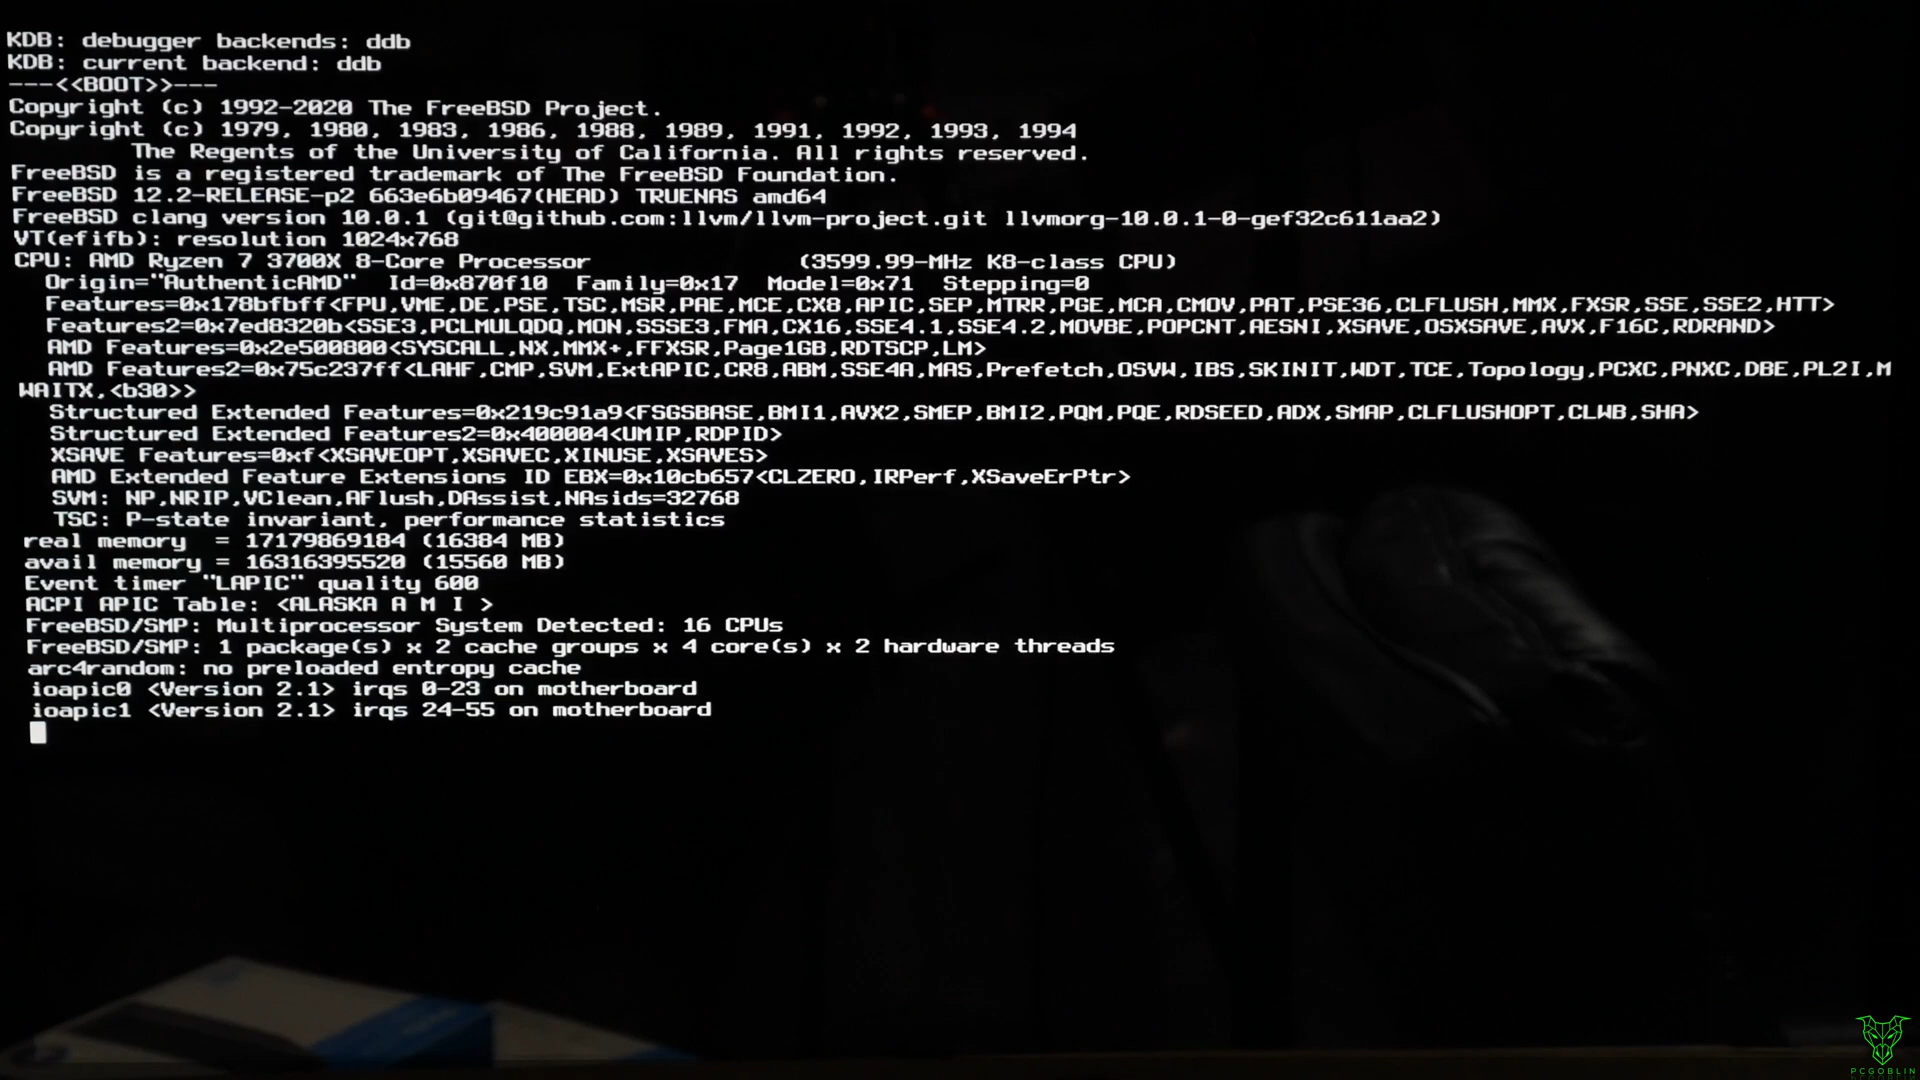 KDB: debugger backends: ddb
KDB: current backend: ddb
---<<BOOT>>---
Copyright (c) 1992-2020 The FreeBSD Project.
Copyright (c) 1979, 1980, 1983, 1986, 1988, 1989, 1991, 1992, 1993, 1994
The Regents of the University of California. All rights reserved.
FreeBSD is a registered trademark of The FreeBSD Foundation.
FreeBSD 12.2-RELEASE-p2 663e6b09467(HEAD) TRUENAS amd64
FreeBSD clang version 10.0.1 (git@github.com:llvm/llvm-project.git llvmorg-10.0.1-0-gef32c611aa2)
VT(efifb): resolution 1024x768
CPU: AMD Ryzen 7 3700X 8-Core Processor (3599.99-MHz K8-class CPU)
Origin="AuthenticAMD" Id=0x870f10 Family=0x17 Model=0x71 Stepping=0
Features=0x178bfbff<FPU,VME,DE,PSE,TSC,MSR,PAE,MCE,CX8,APIC,SEP,MTRR,PGE,MCA,CMOV,PAT,PSE36,CLFLUSH,MMX,FXSR,SSE,SSE2,HTT>
Features2=0x7ed8320b<SSE3,PCLMULQDQ,MON,SSSE3,FMA,CX16,SSE4.1,SSE4.2,MOVBE,POPCNT,AESNI,XSAVE,OSXSAVE,AVX,F16C,RDRAND>
AMD Features=0x2e500800<SYSCALL,NX,MMX+,FFXSR,Page1GB,RDTSCP,LM>
AMD Features2=0x75c237ff<LAHF,CMP,SVM,ExtAPIC,CR8,ABM,SSE4A,MAS,Prefetch,OSVW,IBS,SKINIT,WDT,TCE,Topology,PCXC,PNXC,DBE,PL2I,M
WAITX,<b30>>
Structured Extended Features=0x219c91a9<FSGSBASE,BMI1,AVX2,SMEP,BMI2,PQM,PQE,RDSEED,ADX,SMAP,CLFLUSHOPT,CLWB,SHA>
Structured Extended Features2=0x400004<UMIP,RDPID>
XSAVE Features=0xf<XSAVEOPT,XSAVEC,XINUSE,XSAVES>
AMD Extended Feature Extensions ID EBX=0x10cb657<CLZERO,IRPerf,XSaveErPtr>
SVM: NP,NRIP,VClean,AFlush,DAssist,NAsids=32768
TSC: P-state invariant, performance statistics
real memory  = 17179869184 (16384 MB)
avail memory = 16316395520 (15560 MB)
Event timer "LAPIC" quality 600
ACPI APIC Table: <ALASKA A M I >
FreeBSD/SMP: Multiprocessor System Detected: 16 CPUs
FreeBSD/SMP: 1 package(s) x 2 cache groups x 4 core(s) x 2 hardware threads
arc4random: no preloaded entropy cache
ioapic0 <Version 2.1> irqs 0-23 on motherboard
ioapic1 <Version 2.1> irqs 24-55 on motherboard
PCGOBLIN